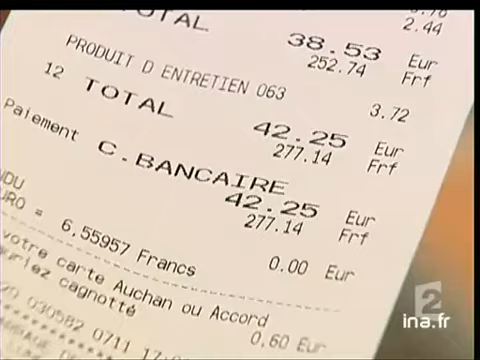 8.76
2.44
TOTAL 38.53 Eur
252.74 Frf
PRODUIT D ENTRETIEN 063 3.72
12 TOTAL 42.25 Eur
277.14 Frf
Paiement C.BANCAIRE 42.25 Eur
277.14 Frf
NDU 0.00 Eur
URO = 6,55957 Francs
votre carte Auchan ou Accord
uriez cagnotté 0,60 Eur
030582 0711
2
ina.fr